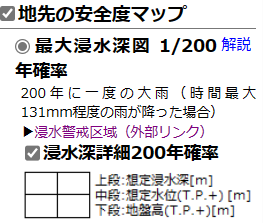 地先の安全度マップ
最大浸水深図 1/200 解説
年確率
200年に一度の大雨（時間最大
131mm程度の雨が降った場合）
▶浸水警戒区域（外部リンク）
浸水深詳細200年確率
上段:想定浸水深[m]
中段:想定水位(T.P.+) [m]
下段:地盤高(T.P.+)[m]